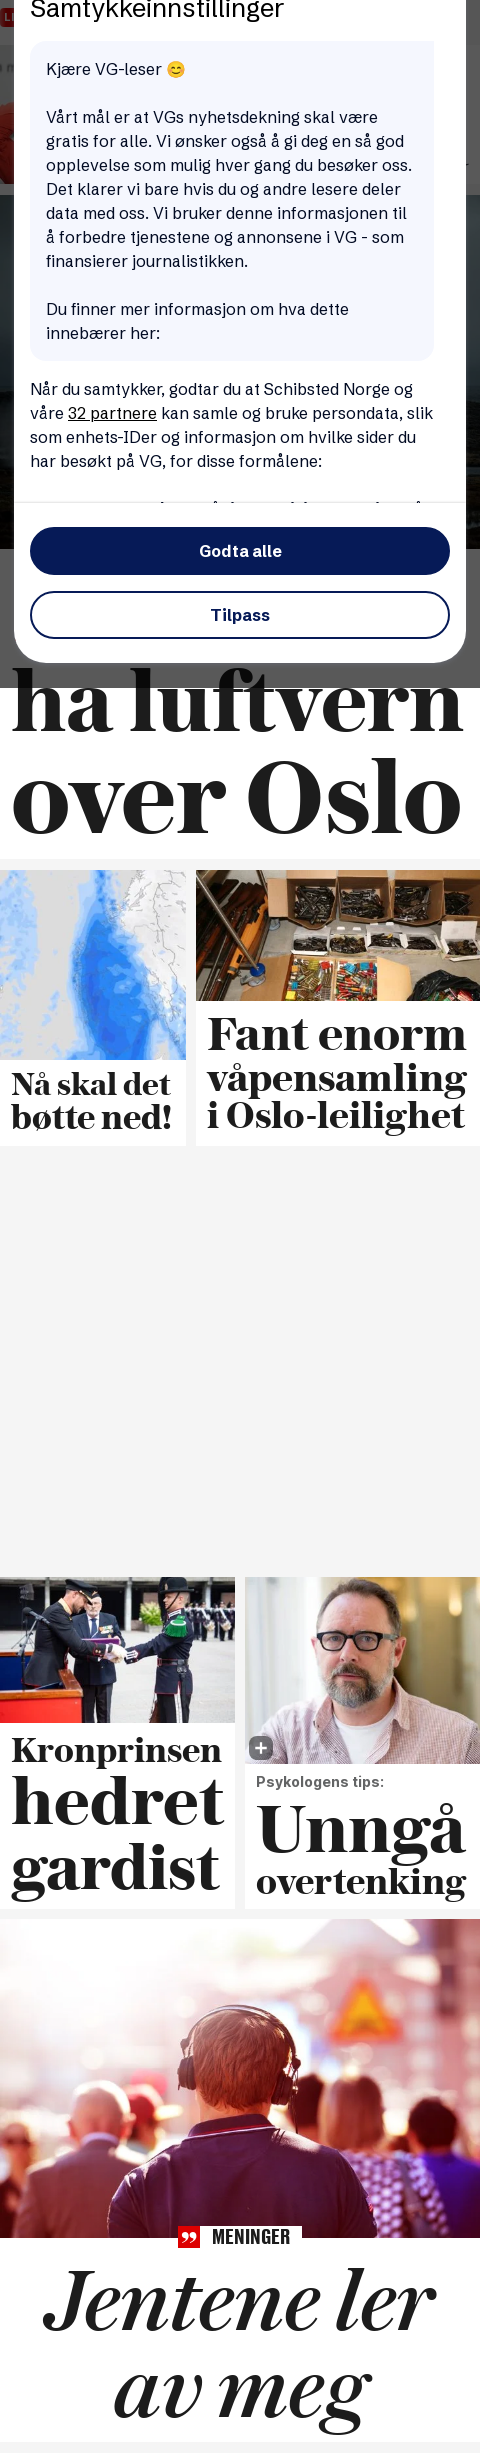 Samtykkeinnstillinger
Kjære VG-leser 😊
Vårt mål er at VGs nyhetsdekning skal være
gratis for alle. Vi ønsker også å gi deg en så god
opplevelse som mulig hver gang du besøker oss.
Det klarer vi bare hvis du og andre lesere deler
data med oss. Vi bruker denne informasjonen til
å forbedre tjenestene og annonsene i VG - som
finansierer journalistikken.
Du finner mer informasjon om hva dette
innebærer her:
Når du samtykker, godtar du at Schibsted Norge og
våre 32 partnere kan samle og bruke persondata, slik
som enhets-IDer og informasjon om hvilke sider du
har besøkt på VG, for disse formålene:
Godta alle
Tilpass
ha luftvern
over Oslo
Nå skal det
bøtte ned!
Fant enorm
våpensamling
i Oslo-leilighet
Kronprinsen
hedret
gardist
Psykologens tips:
Unngå
overtenking
MENINGER
Jentene ler
av meg